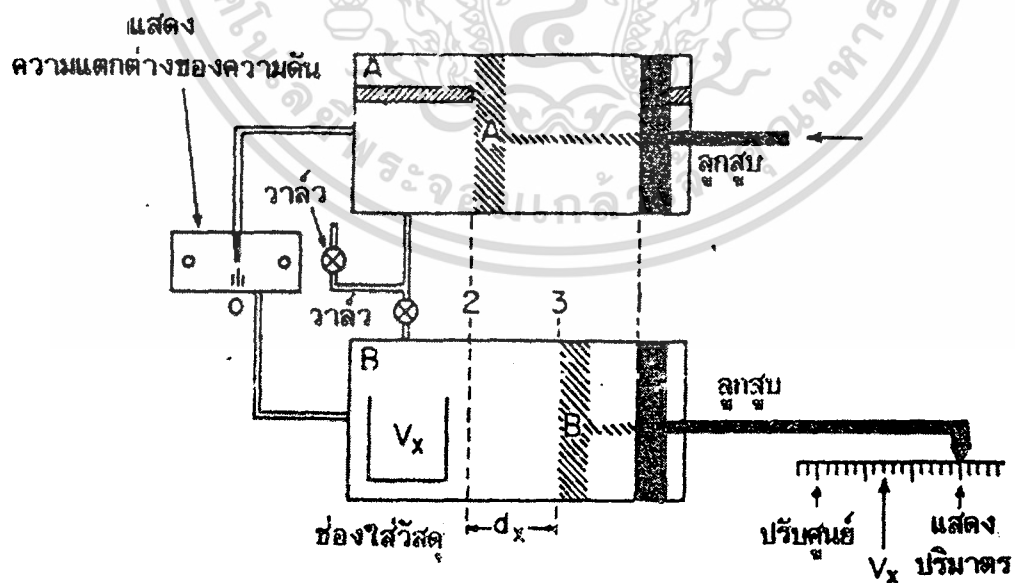 แสดง
ความแตกต่างของความดัน
A
A
ลูกสูบ
วาล์ว
O
วาล์ว
2
3
B
B
ลูกสูบ
Vx
ช่องใส่วัสดุ
dx
ปรับศูนย์
Vx
แสดง
ปริมาตร